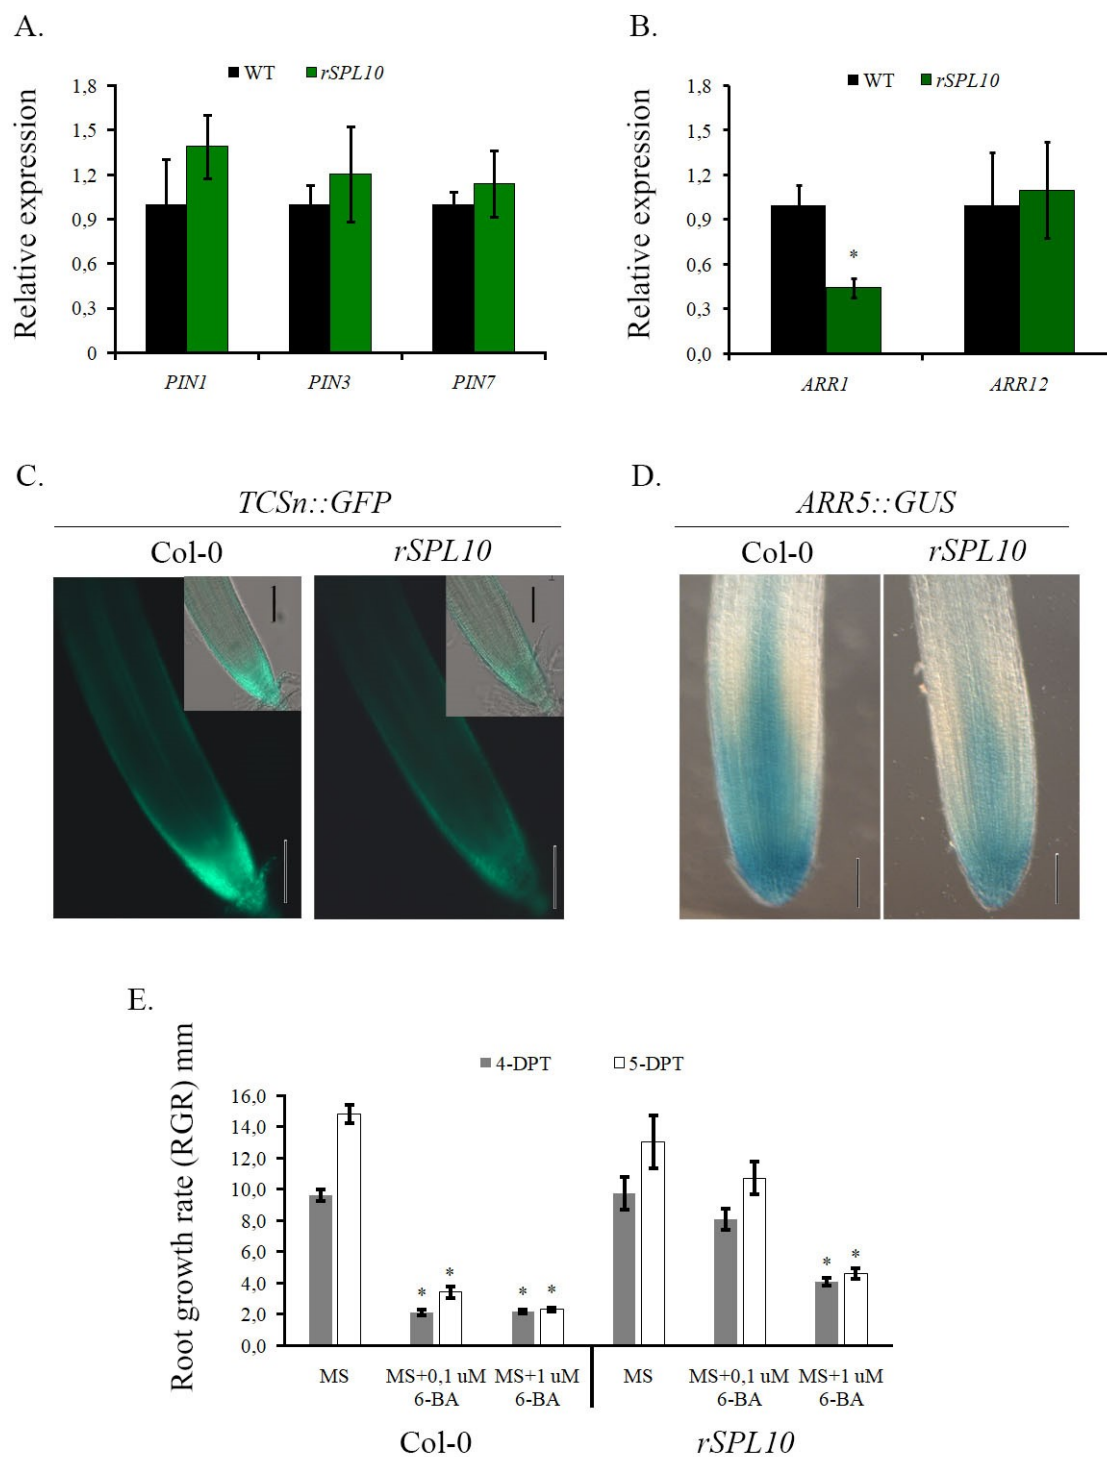 A.
WT rSPL10
Relative expression
1,8
1,5
1,2
0,9
0,6
0,3
0
PIN1 PIN3 PIN7
B.
WT rSPL10
Relative expression
1,8
1,5
1,2
0,9
0,6
0,3
0,0
*
ARR1 ARR12
C.
TCSn::GFP
Col-0 rSPL10
D.
ARR5::GUS
Col-0 rSPL10
E.
4-DPT 5-DPT
Root growth rate (RGR) mm
16,0
14,0
12,0
10,0
8,0
6,0
4,0
2,0
0,0
* * * * * *
MS MS+0,1 uM MS+1 uM MS MS+0,1 uM MS+1 uM
6-BA 6-BA 6-BA 6-BA
Col-0 rSPL10